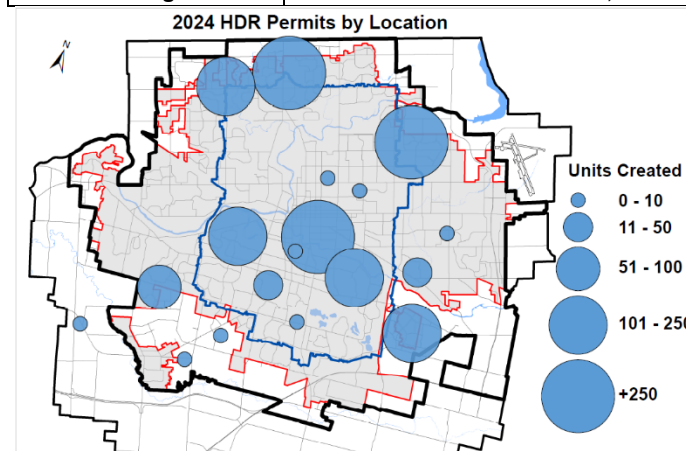 2024 HDR Permits by Location
N
Units Created
0 - 10
11 - 50
51 - 100
101 - 250
+250